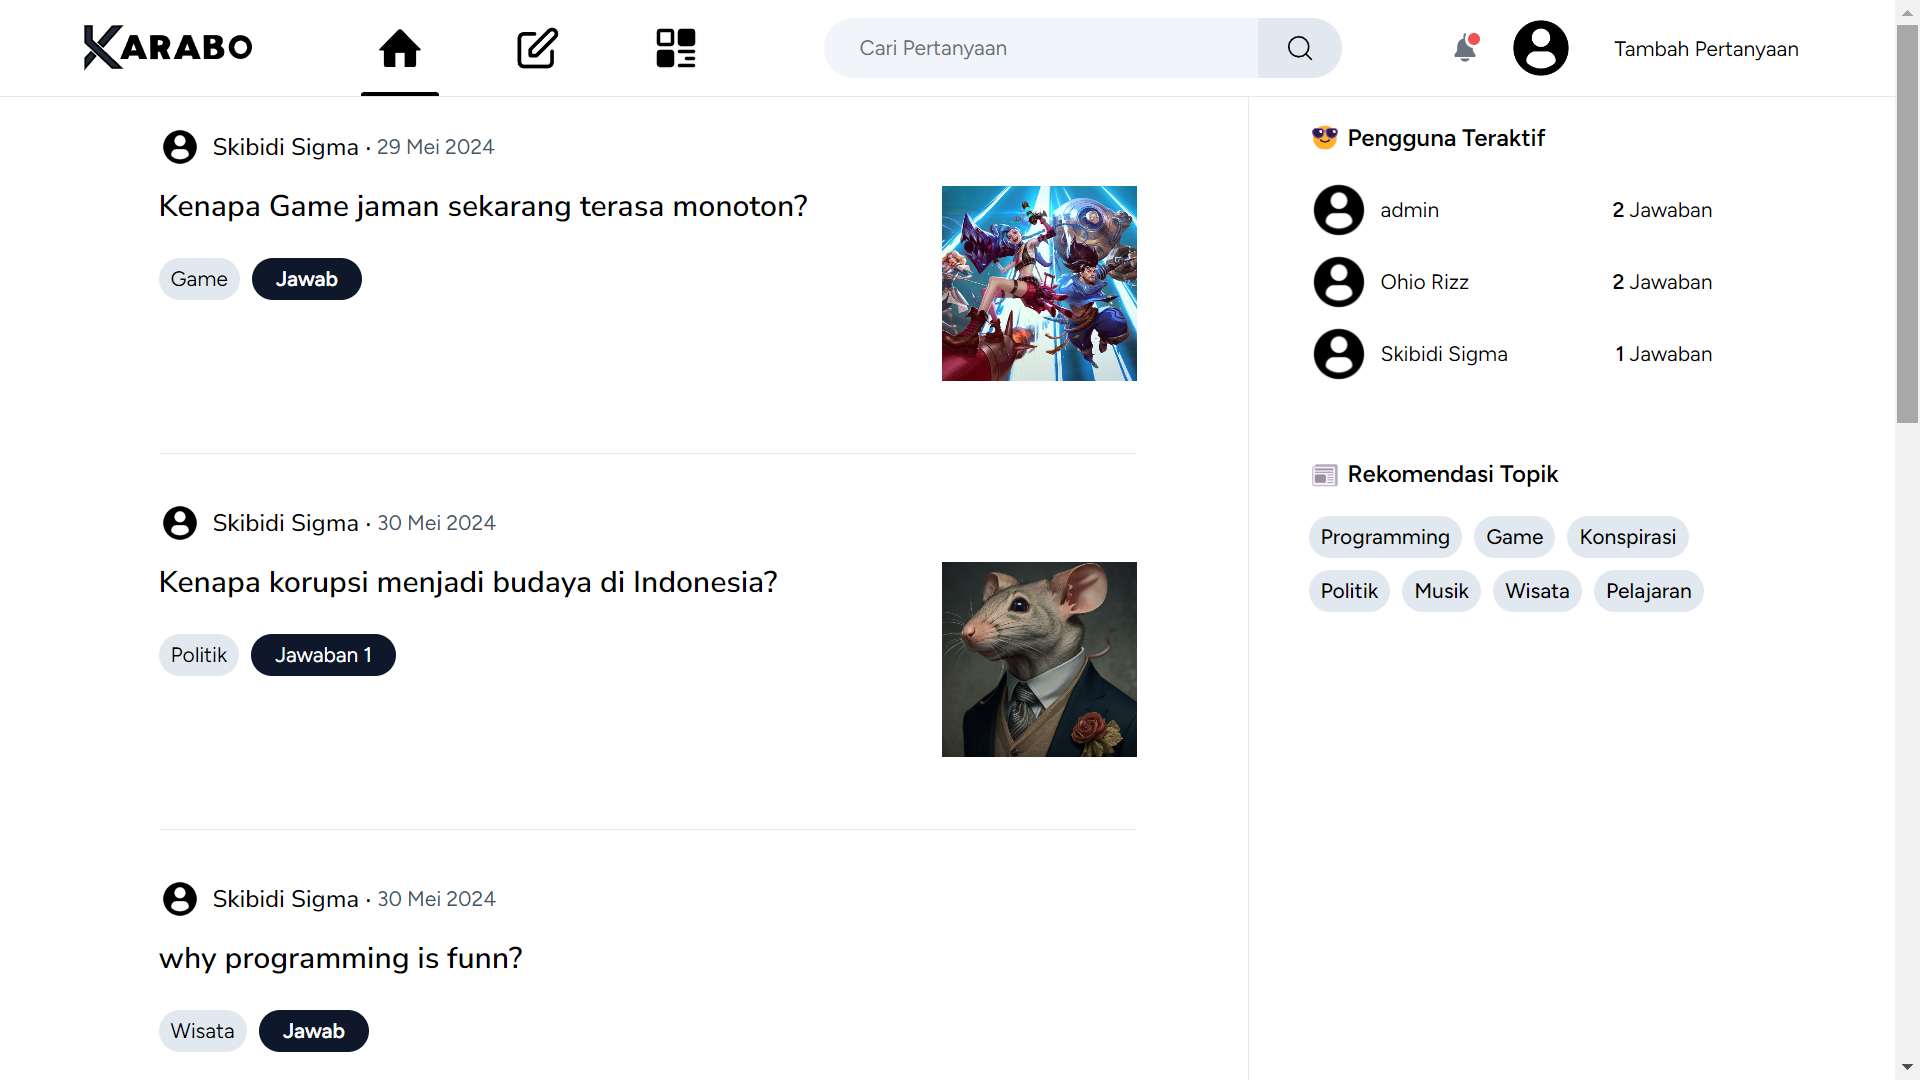 KARABO
Cari Pertanyaan
Tambah Pertanyaan
Skibidi Sigma · 29 Mei 2024
Kenapa Game jaman sekarang terasa monoton?
Game
Jawab
Skibidi Sigma · 30 Mei 2024
Kenapa korupsi menjadi budaya di Indonesia?
Politik
Jawaban 1
Skibidi Sigma · 30 Mei 2024
why programming is funn?
Wisata
Jawab
😎 Pengguna Teraktif
admin 2 Jawaban
Ohio Rizz 2 Jawaban
Skibidi Sigma 1 Jawaban
📰 Rekomendasi Topik
Programming Game Konspirasi
Politik Musik Wisata Pelajaran